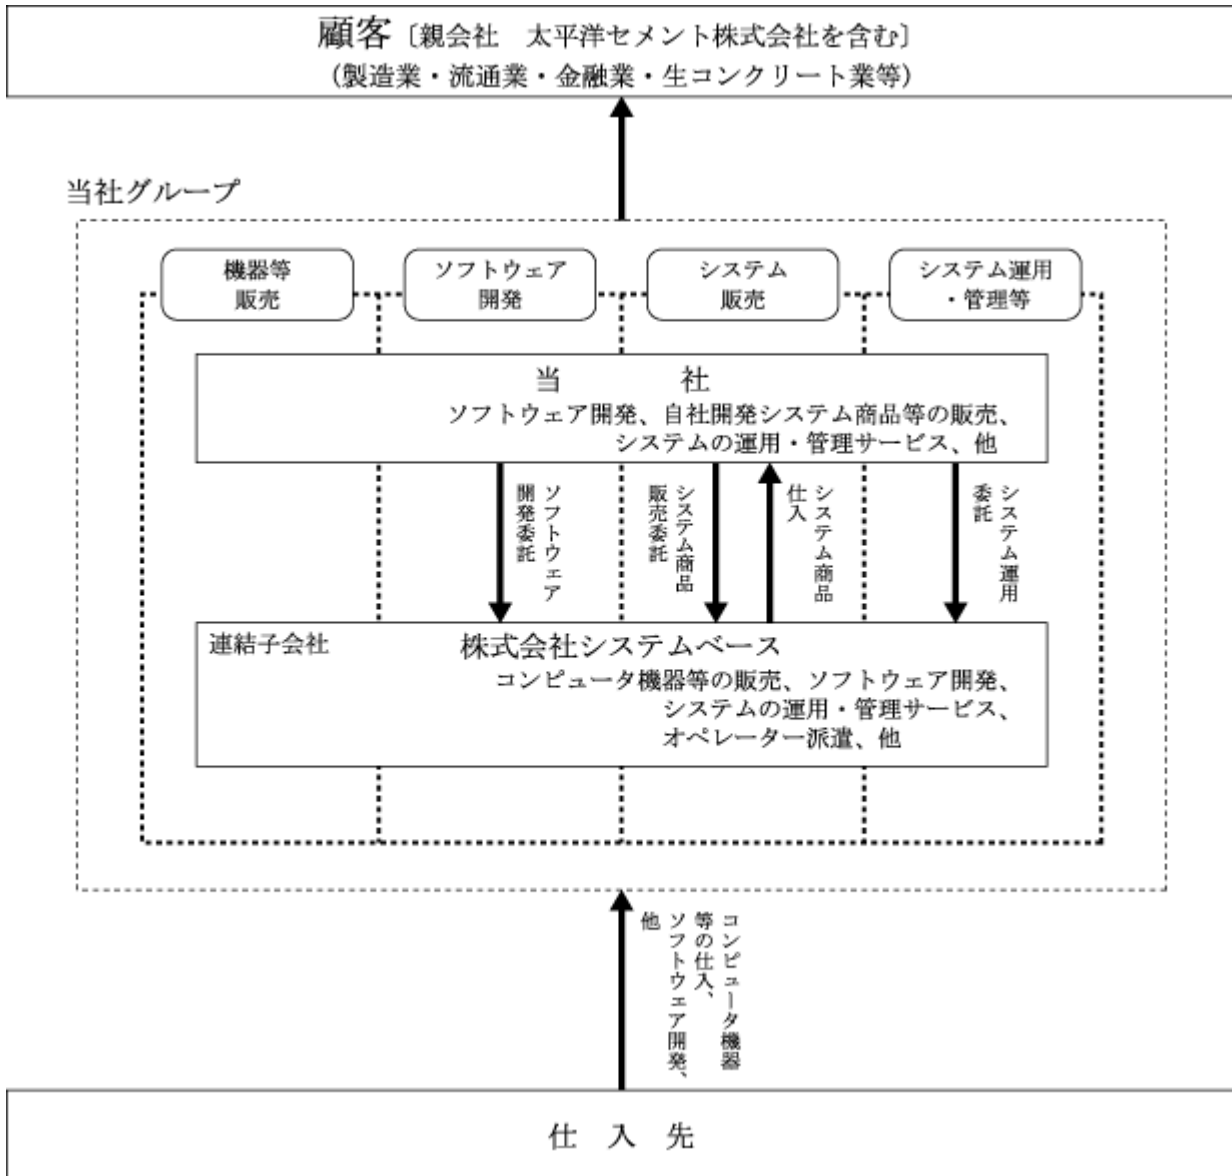 顧客〔親会社　太平洋セメント株式会社を含む〕
（製造業・流通業・金融業・生コンクリート業等）
当社グループ
機器等
販売
ソフトウェア
開発
システム
販売
システム運用
・管理等
当　　　社
ソフトウェア開発、自社開発システム商品等の販売、
システムの運用・管理サービス、他
ソフトウェア
開発委託
システム商品
販売委託
システム商品
仕入
システム運用
委託
連結子会社
株式会社システムベース
コンピュータ機器等の販売、ソフトウェア開発、
システムの運用・管理サービス、
オペレーター派遣、他
コンピュータ機器
等の仕入、
ソフトウェア開発、
他
仕　入　先